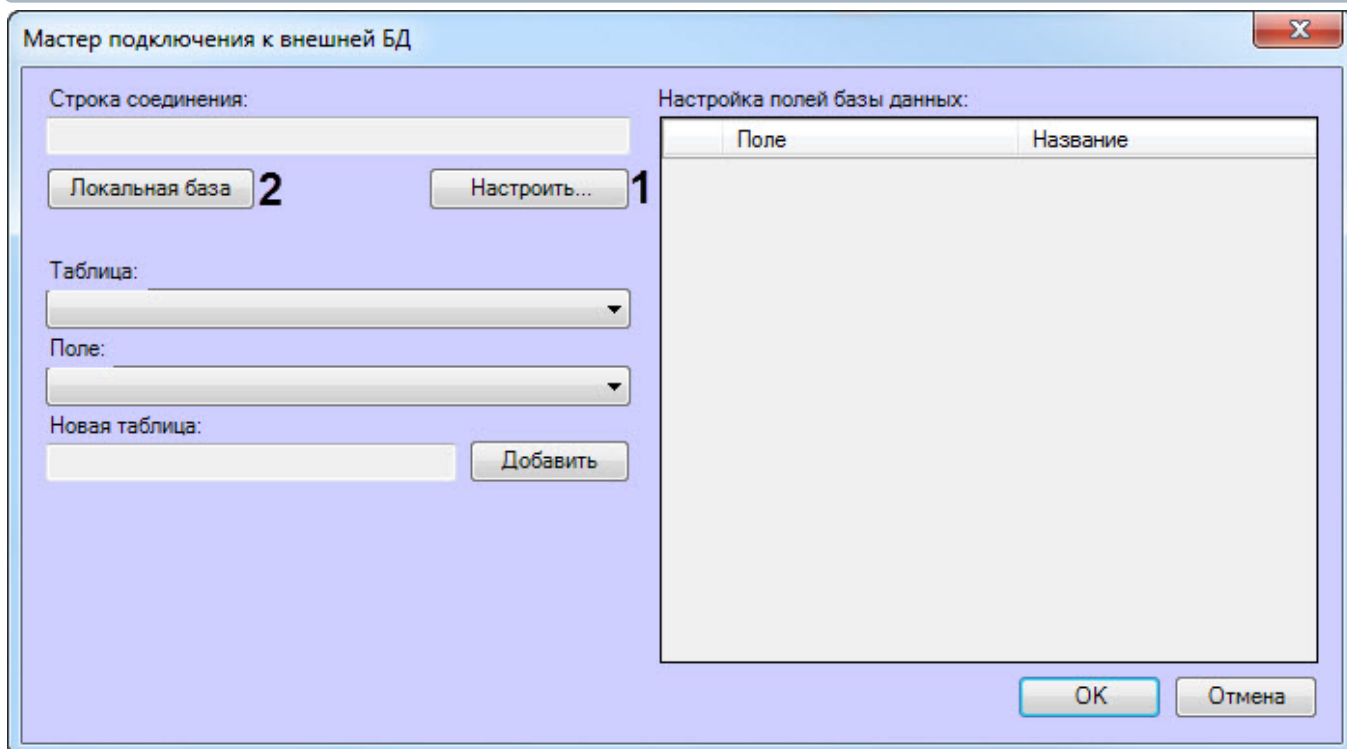 Мастер подключения к внешней БД
Строка соединения:
Локальная база 2
Настроить... 1
Таблица:
Поле:
Новая таблица:
Добавить
Настройка полей базы данных:
Поле Название
OK Отмена